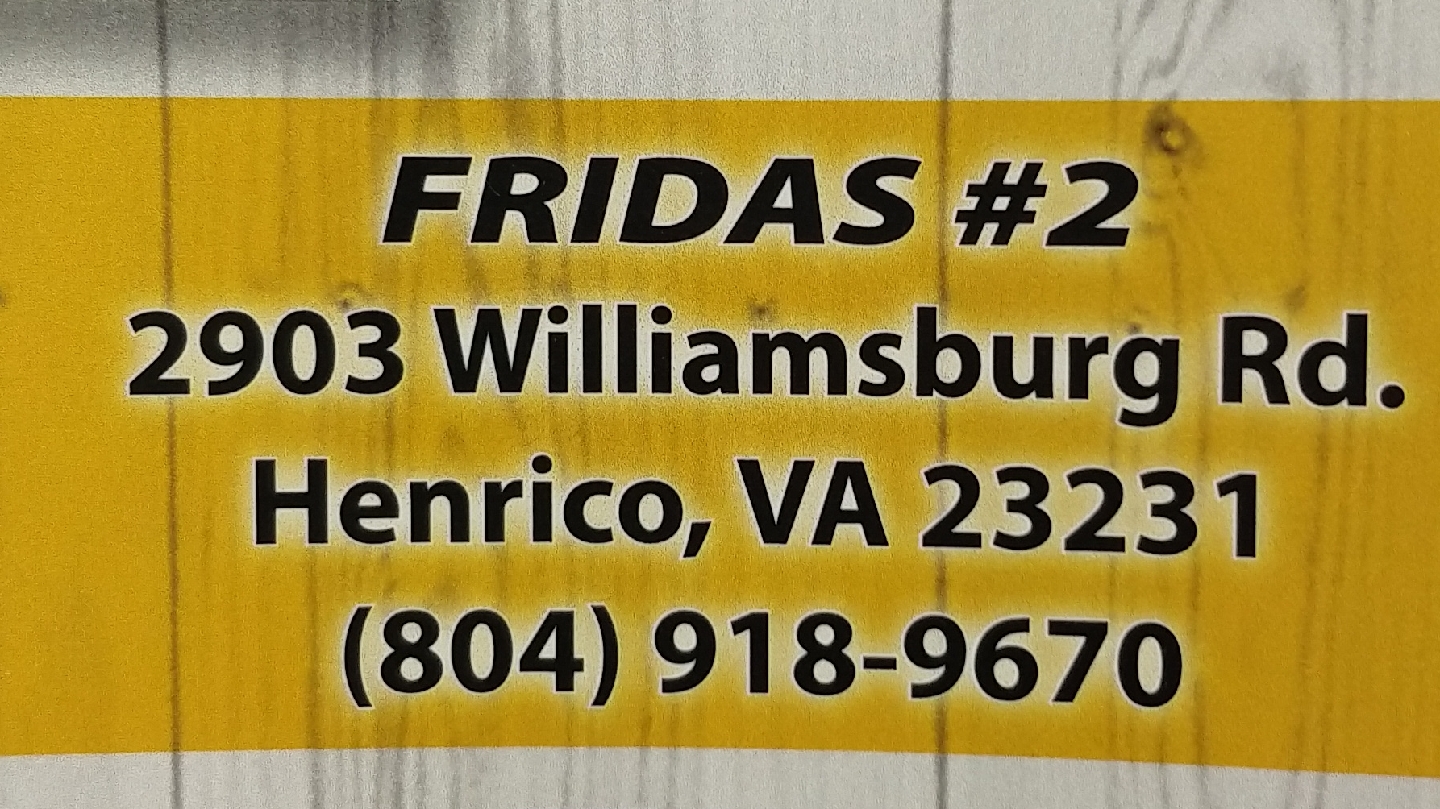 FRIDAS #2
2903 Williamsburg Rd.
Henrico, VA 23231
(804) 918-9670